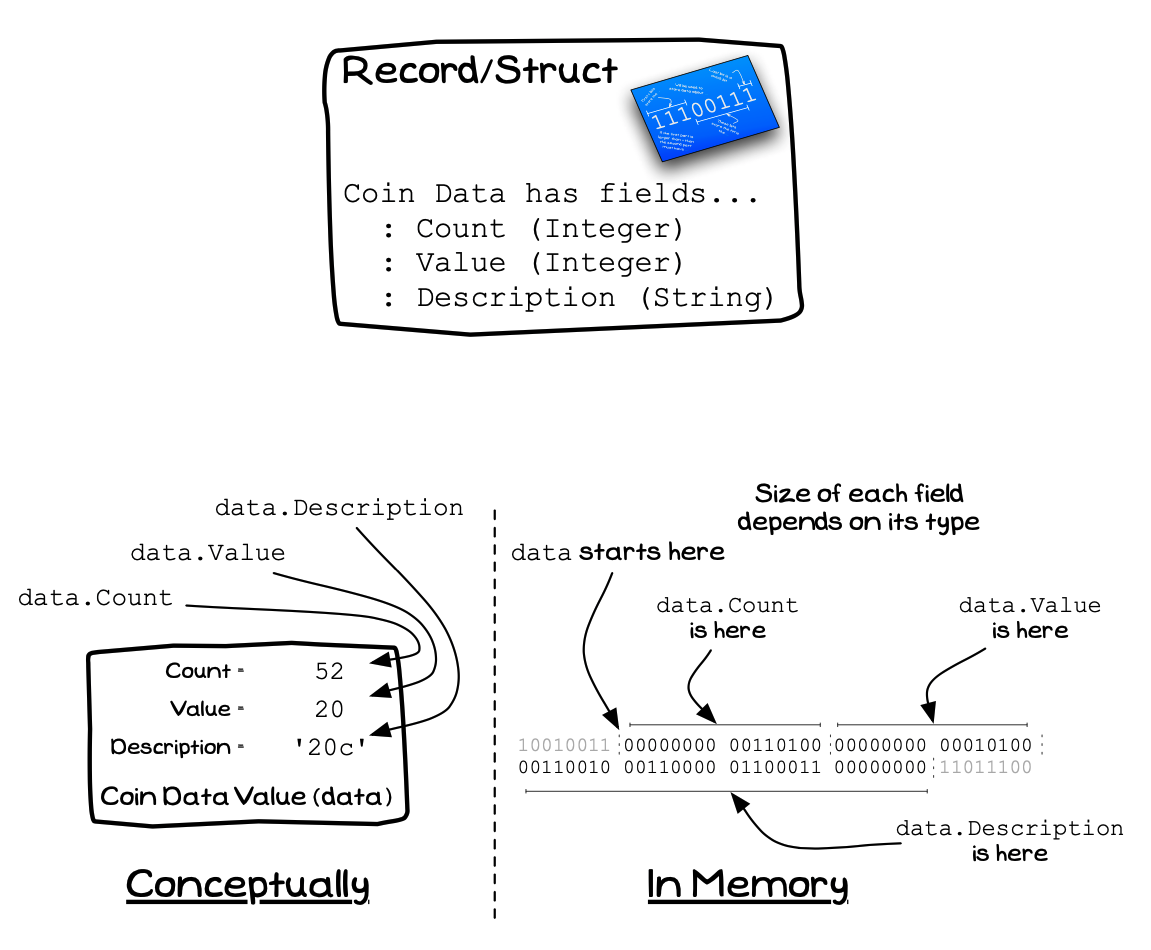 Record/Struct
11100111
Coin Data has fields...
: Count (Integer)
: Value (Integer)
: Description (String)
data.Description
data.Value
data.Count
Count = 52
Value = 20
Description = '20c'
Coin Data Value (data)
Conceptually
Size of each field
depends on its type
data starts here
data.Count
is here
data.Value
is here
10010011 00000000 00110100 00000000 00010100
00110010 00110000 01100011 00000000 11011100
data.Description
is here
In Memory